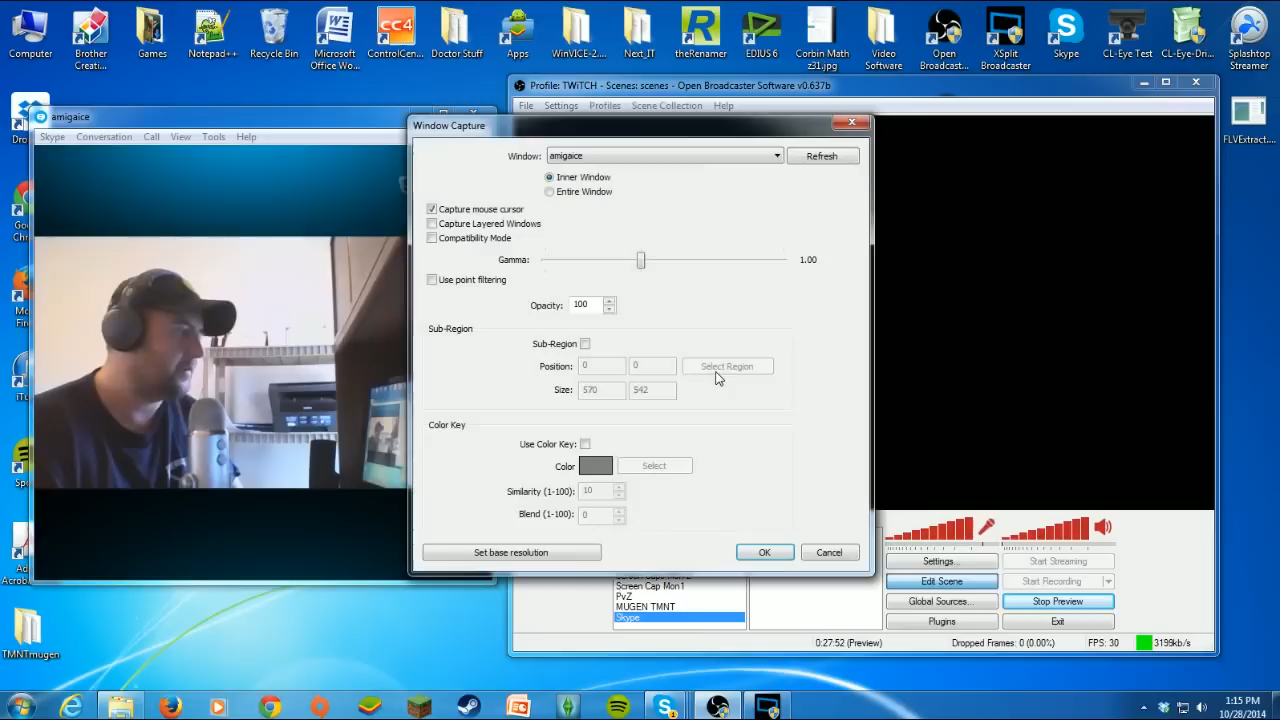 Computer
Brother Creati...
Games
Notepad++
Recycle Bin
Microsoft Office Wo...
ControlCen...
Doctor Stuff
Apps
WinVICE-2....
Next_IT
theRenamer
EDIUS 6
Corbin Math z31.jpg
Video Software
Open Broadcast...
XSplit Broadcaster
Skype
CL-Eye Test
CL-Eye-Dri...
Splashtop Streamer
Profile: TWiTCH - Scenes: scenes - Open Broadcaster Software v0.637b
File Settings Profiles Scene Collection Help
amigaice
Skype Conversation Call View Tools Help
FLVExtract...
Window Capture
Window: amigaice Refresh
Inner Window
Entire Window
Capture mouse cursor
Capture Layered Windows
Compatibility Mode
Gamma: 1.00
Use point filtering
Opacity: 100
Sub-Region
Sub-Region
Position: 0 0 Select Region
Size: 570 542
Color Key
Use Color Key:
Color Select
Similarity (1-100): 10
Blend (1-100): 0
Set base resolution OK Cancel
Settings... Start Streaming
Screen Cap Mon1
Edit Scene Start Recording
PvZ
Global Sources... Stop Preview
MUGEN TMNT
Skype
Plugins Exit
0:27:52 (Preview) Dropped Frames: 0 (0.00%) FPS: 30 3199kb/s
TMNTmugen
1:15 PM
10/28/2014